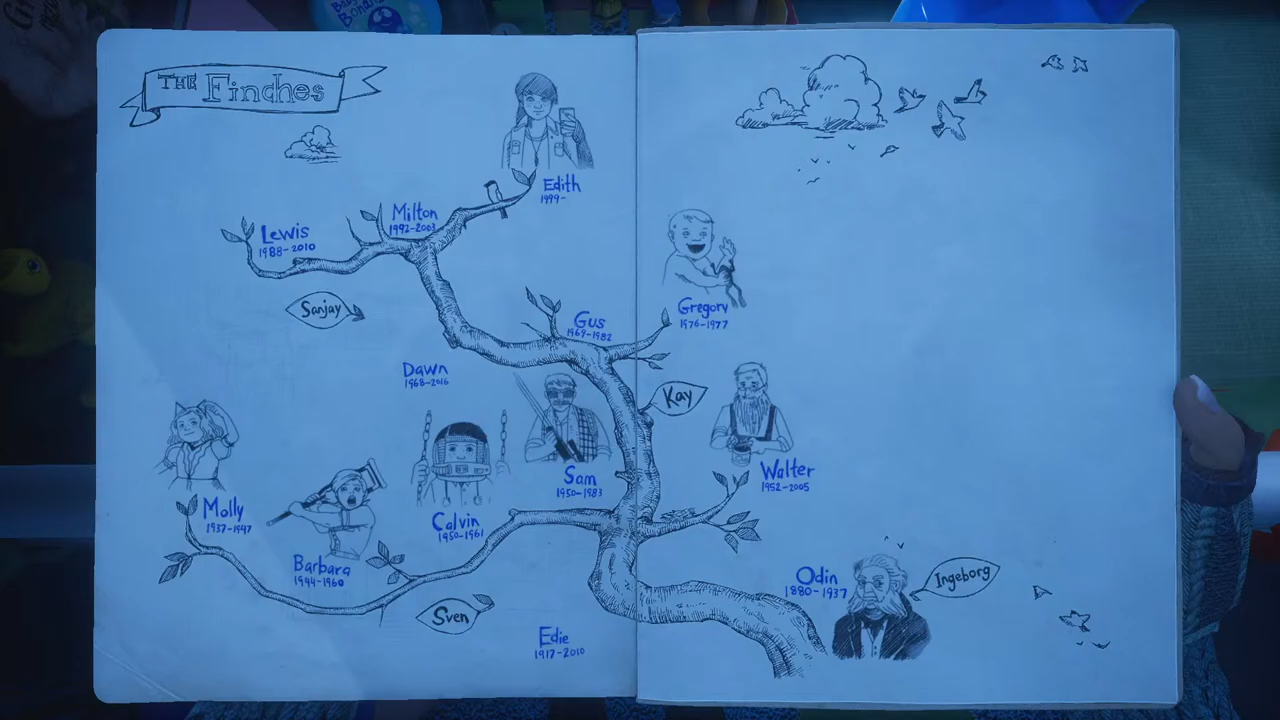 THE Finches
Edith
1999-
Lewis
1988-2010
Milton
1992-2003
Sanjay
Gregory
1976-1977
Gus
1969-1982
Dawn
1968-2016
Kay
Sam
1950-1983
Walter
1952-2005
Molly
1937-1947
Calvin
1950-1961
Barbara
1944-1960
Sven
Odin
1880-1937
Ingeborg
Edie
1917-2010